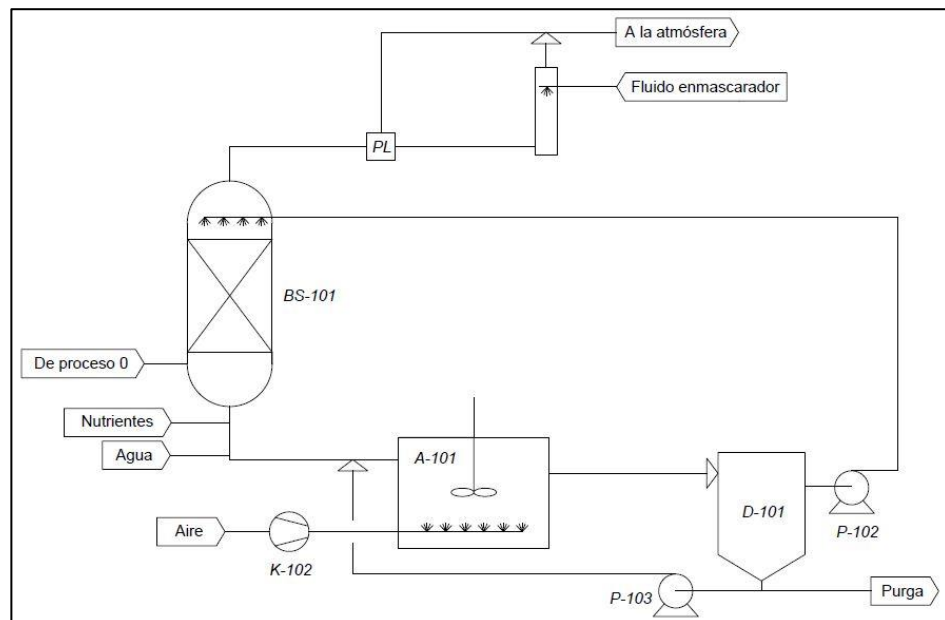 A la atmósfera
Fluido enmascarador
PL
BS-101
De proceso 0
Nutrientes
Agua
A-101
D-101
P-102
Aire
K-102
P-103
Purga